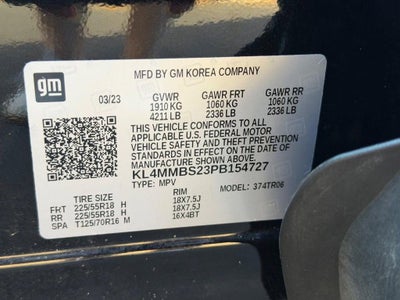 gm
MFD BY GM KOREA COMPANY
03/23 GVWR GAWR FRT GAWR RR
1910 KG 1060 KG 1060 KG
4211 LB 2336 LB 2336 LB
THIS VEHICLE CONFORMS TO ALL
APPLICABLE U.S. FEDERAL MOTOR
VEHICLE SAFETY AND THEFT PREVENTION
STANDARDS IN EFFECT ON THE DATE OF
MANUFACTURE SHOWN ABOVE.
KL4MMBS23PB154727
TYPE: MPV MODEL: 374TR06
TIRE SIZE RIM
FRT 225/55R18 H 18X7.5J
RR 225/55R18 H 18X7.5J
SPA T125/70R16 M 16X4BT